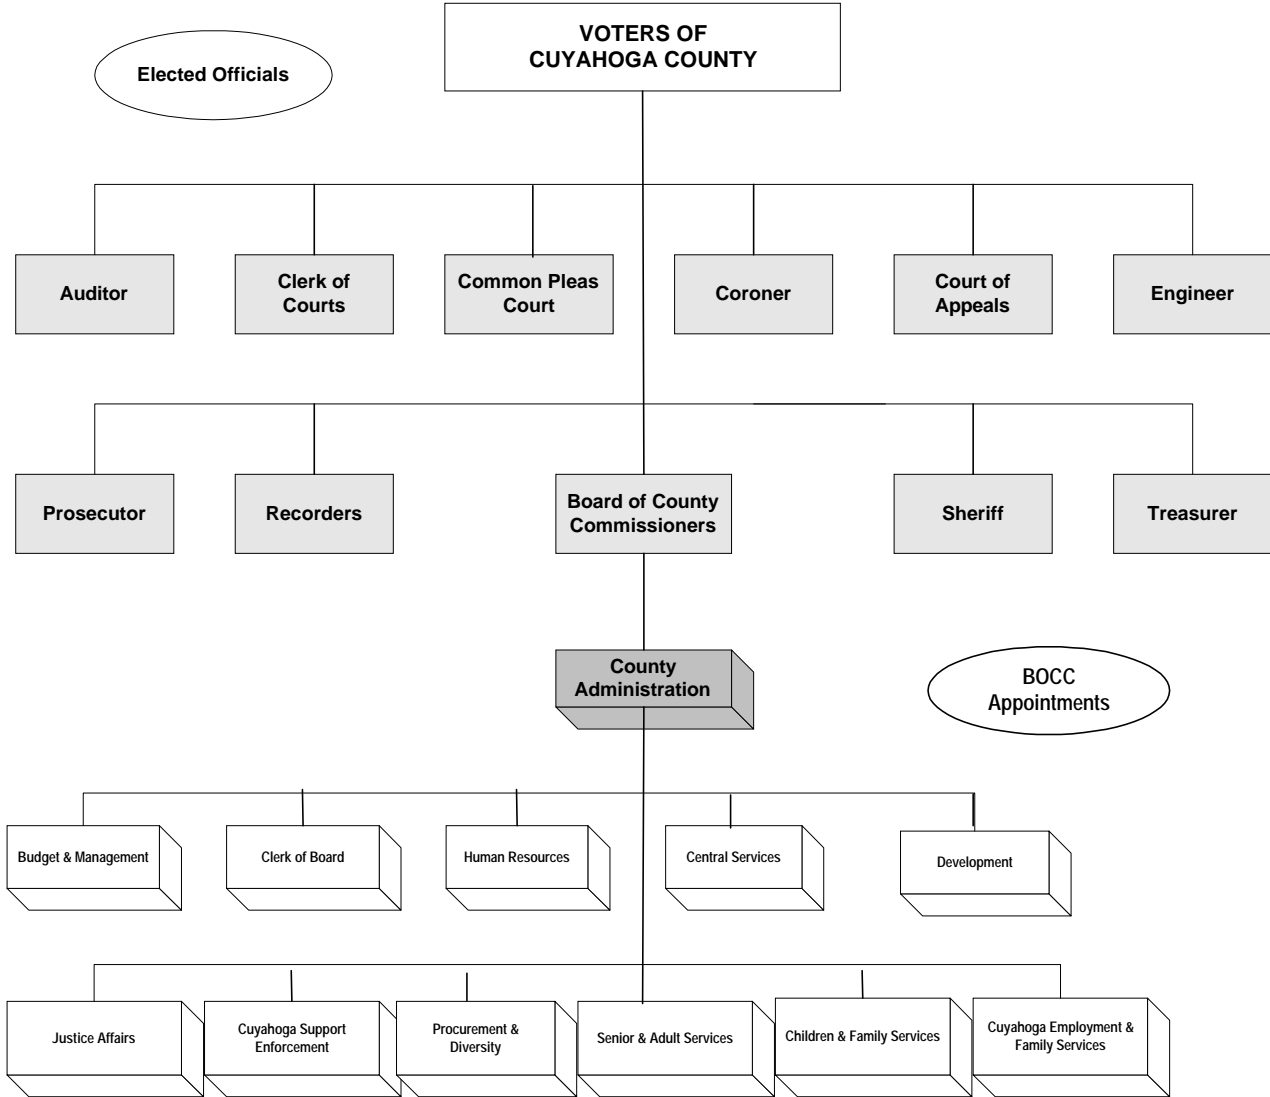 VOTERS OF
CUYAHOGA COUNTY
Elected Officials
Auditor
Clerk of
Courts
Common Pleas
Court
Coroner
Court of
Appeals
Engineer
Prosecutor
Recorders
Board of County
Commissioners
Sheriff
Treasurer
County
Administration
BOCC
Appointments
Budget & Management
Clerk of Board
Human Resources
Central Services
Development
Justice Affairs
Cuyahoga Support
Enforcement
Procurement &
Diversity
Senior & Adult Services
Children & Family Services
Cuyahoga Employment &
Family Services